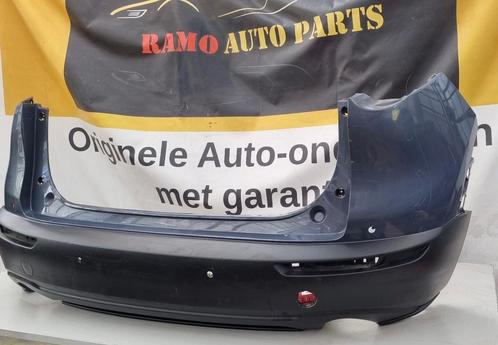 RAMO AUTO PARTS
Originele Auto-on
met garan